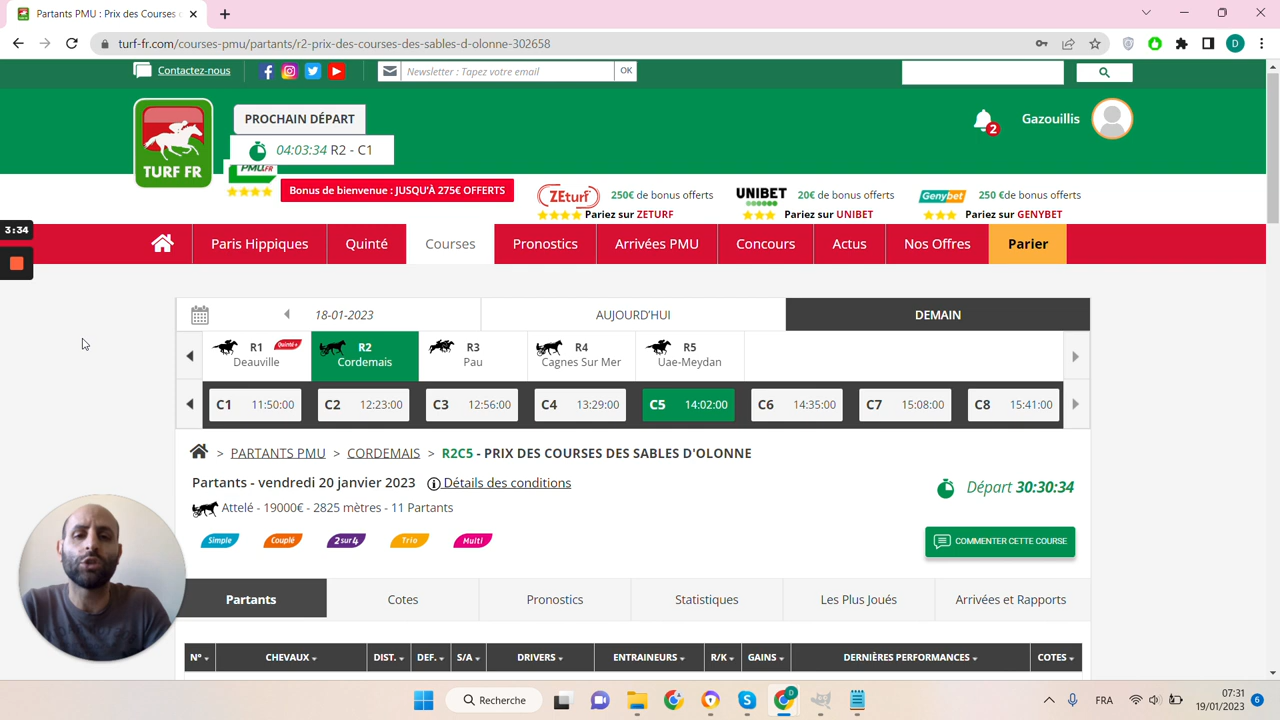 Partants PMU : Prix des Courses
turf-fr.com/courses-pmu/partants/r2-prix-des-courses-des-sables-d-olonne-302658
D
Contactez-nous
Newsletter : Tapez votre email
OK
TURF FR
PROCHAIN DÉPART
04:03:34 R2 - C1
2
Gazouillis
PMU.FR
Bonus de bienvenue : JUSQU'À 275€ OFFERTS
ZEturf
250€ de bonus offerts
Pariez sur ZETURF
UNIBET
20€ de bonus offerts
Pariez sur UNIBET
Genybet
250 €de bonus offerts
Pariez sur GENYBET
3:34
Paris Hippiques
Quinté
Courses
Pronostics
Arrivées PMU
Concours
Actus
Nos Offres
Parier
18-01-2023
AUJOURD'HUI
DEMAIN
R1 Quinté+
Deauville
R2
Cordemais
R3
Pau
R4
Cagnes Sur Mer
R5
Uae-Meydan
C1 11:50:00
C2 12:23:00
C3 12:56:00
C4 13:29:00
C5 14:02:00
C6 14:35:00
C7 15:08:00
C8 15:41:00
> PARTANTS PMU > CORDEMAIS > R2C5 - PRIX DES COURSES DES SABLES D'OLONNE
Partants - vendredi 20 janvier 2023
Détails des conditions
Départ 30:30:34
Attelé - 19000€ - 2825 mètres - 11 Partants
Simple
Couplé
2sur4
Trio
Multi
COMMENTER CETTE COURSE
Partants
Cotes
Pronostics
Statistiques
Les Plus Joués
Arrivées et Rapports
N°
CHEVAUX
DIST.
DEF.
S/A
DRIVERS
ENTRAINEURS
R/K
GAINS
DERNIÈRES PERFORMANCES
COTES
Recherche
D
FRA
07:31
19/01/2023
6